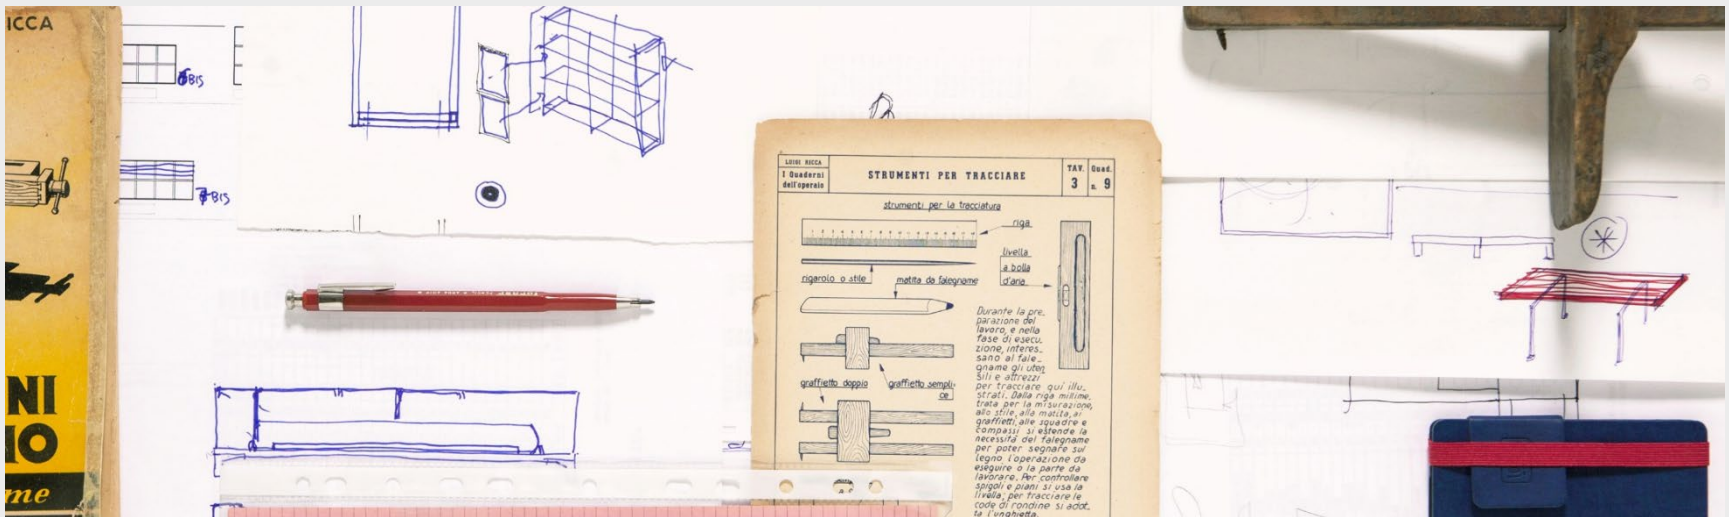 ICCA
NI
MO
me
6 BIS
7 BIS
LUIGI RICCA
I Quaderni
dell'operaio
STRUMENTI PER TRACCIARE
TAV.
3
Quad.
n. 9
strumenti per la tracciatura
riga
livella
a bolla
d'aria
rigarolo o stile
matita da falegname
graffietto doppio
graffietto sempli-
ce
Durante la pre-
parazione del
lavoro, e nella
fase di esecu-
zione, interes-
sano al fale-
gname gli uten
sili e attrezzi
per tracciare qui illu-
strati. Dalla riga millime-
trata per la misurazione,
allo stile, alla matita, ai
graffietti, alle squadre e
compassi si estende la
necessità del falegname
per poter segnare sul
legno l'operazione da
eseguire o la parte da
lavorare. Per controllare
spigoli e piani si usa la
livella; per tracciare le
code di rondine si adot-
ta l'unghietta.